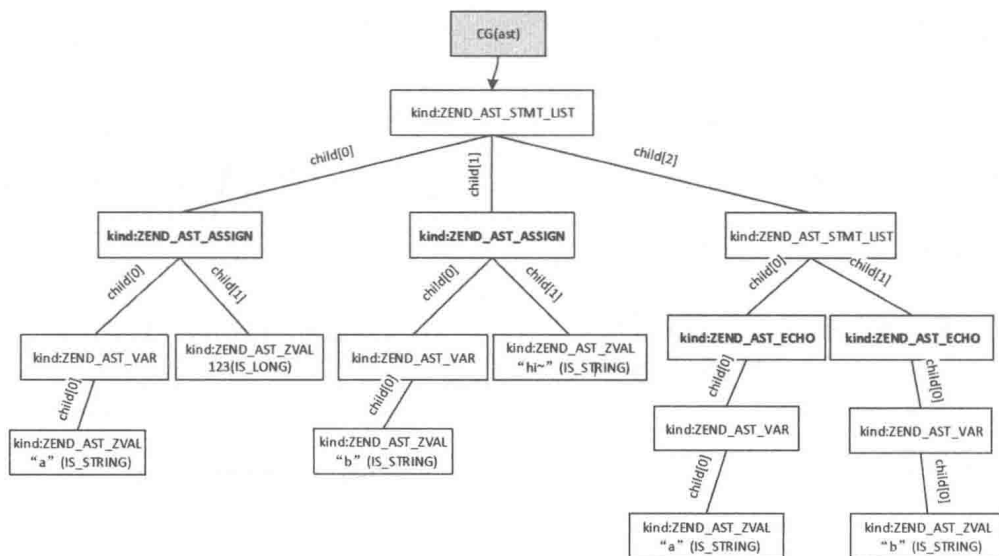 CG(ast)
kind:ZEND_AST_STMT_LIST
child[0]
child[1]
child[2]
kind:ZEND_AST_ASSIGN
kind:ZEND_AST_ASSIGN
kind:ZEND_AST_STMT_LIST
child[0]
child[1]
child[0]
child[1]
child[0]
child[1]
kind:ZEND_AST_VAR
kind:ZEND_AST_ZVAL
123(IS_LONG)
kind:ZEND_AST_VAR
kind:ZEND_AST_ZVAL
“hi~” (IS_STRING)
kind:ZEND_AST_ECHO
kind:ZEND_AST_ECHO
child[0]
child[0]
child[0]
child[0]
kind:ZEND_AST_ZVAL
“a” (IS_STRING)
kind:ZEND_AST_ZVAL
“b” (IS_STRING)
kind:ZEND_AST_VAR
kind:ZEND_AST_VAR
child[0]
child[0]
kind:ZEND_AST_ZVAL
“a” (IS_STRING)
kind:ZEND_AST_ZVAL
“b” (IS_STRING)